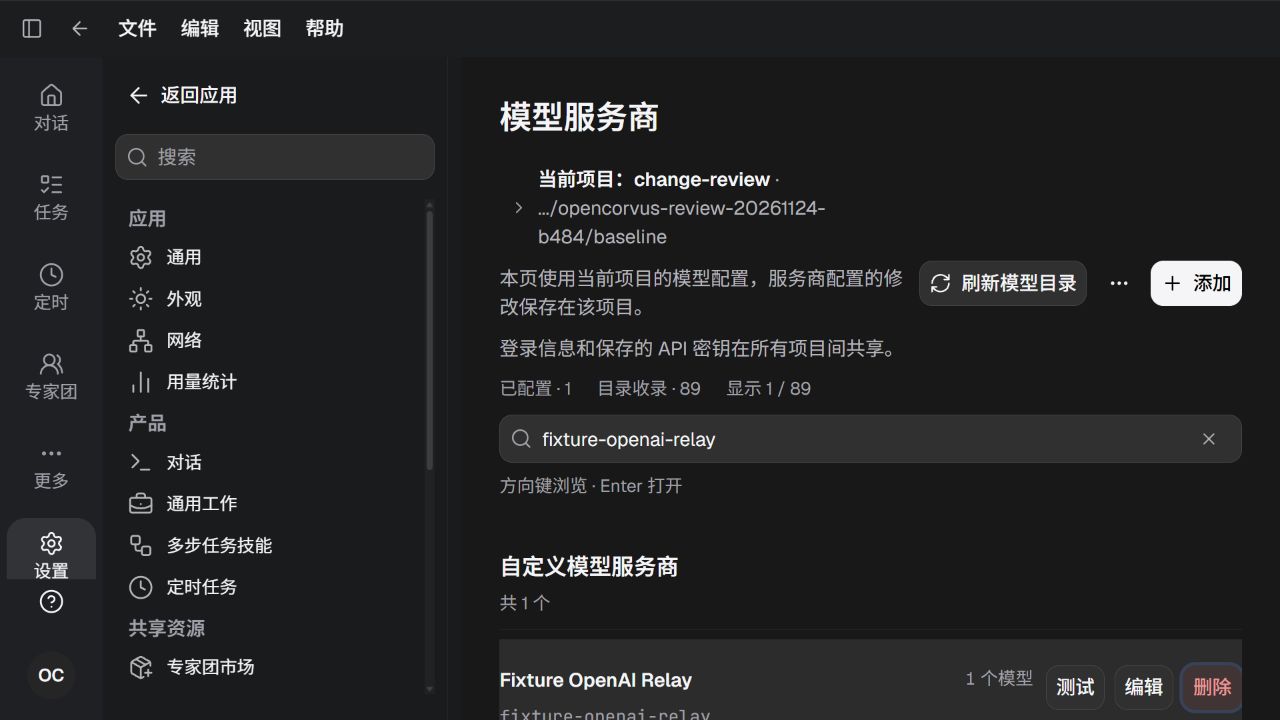 文件 编辑 视图 帮助
对话
任务
定时
专家团
更多
设置
OC
返回应用
搜索
应用
通用
外观
网络
用量统计
产品
对话
通用工作
多步任务技能
定时任务
共享资源
专家团市场
模型服务商
当前项目：change-review ·
.../opencorvus-review-20261124-
b484/baseline
本页使用当前项目的模型配置，服务商配置的修
改保存在该项目。
刷新模型目录
添加
登录信息和保存的 API 密钥在所有项目间共享。
已配置 · 1 目录收录 · 89 显示 1 / 89
fixture-openai-relay
方向键浏览 · Enter 打开
自定义模型服务商
共 1 个
Fixture OpenAI Relay
1 个模型 测试 编辑 删除
fixture-openai-relay